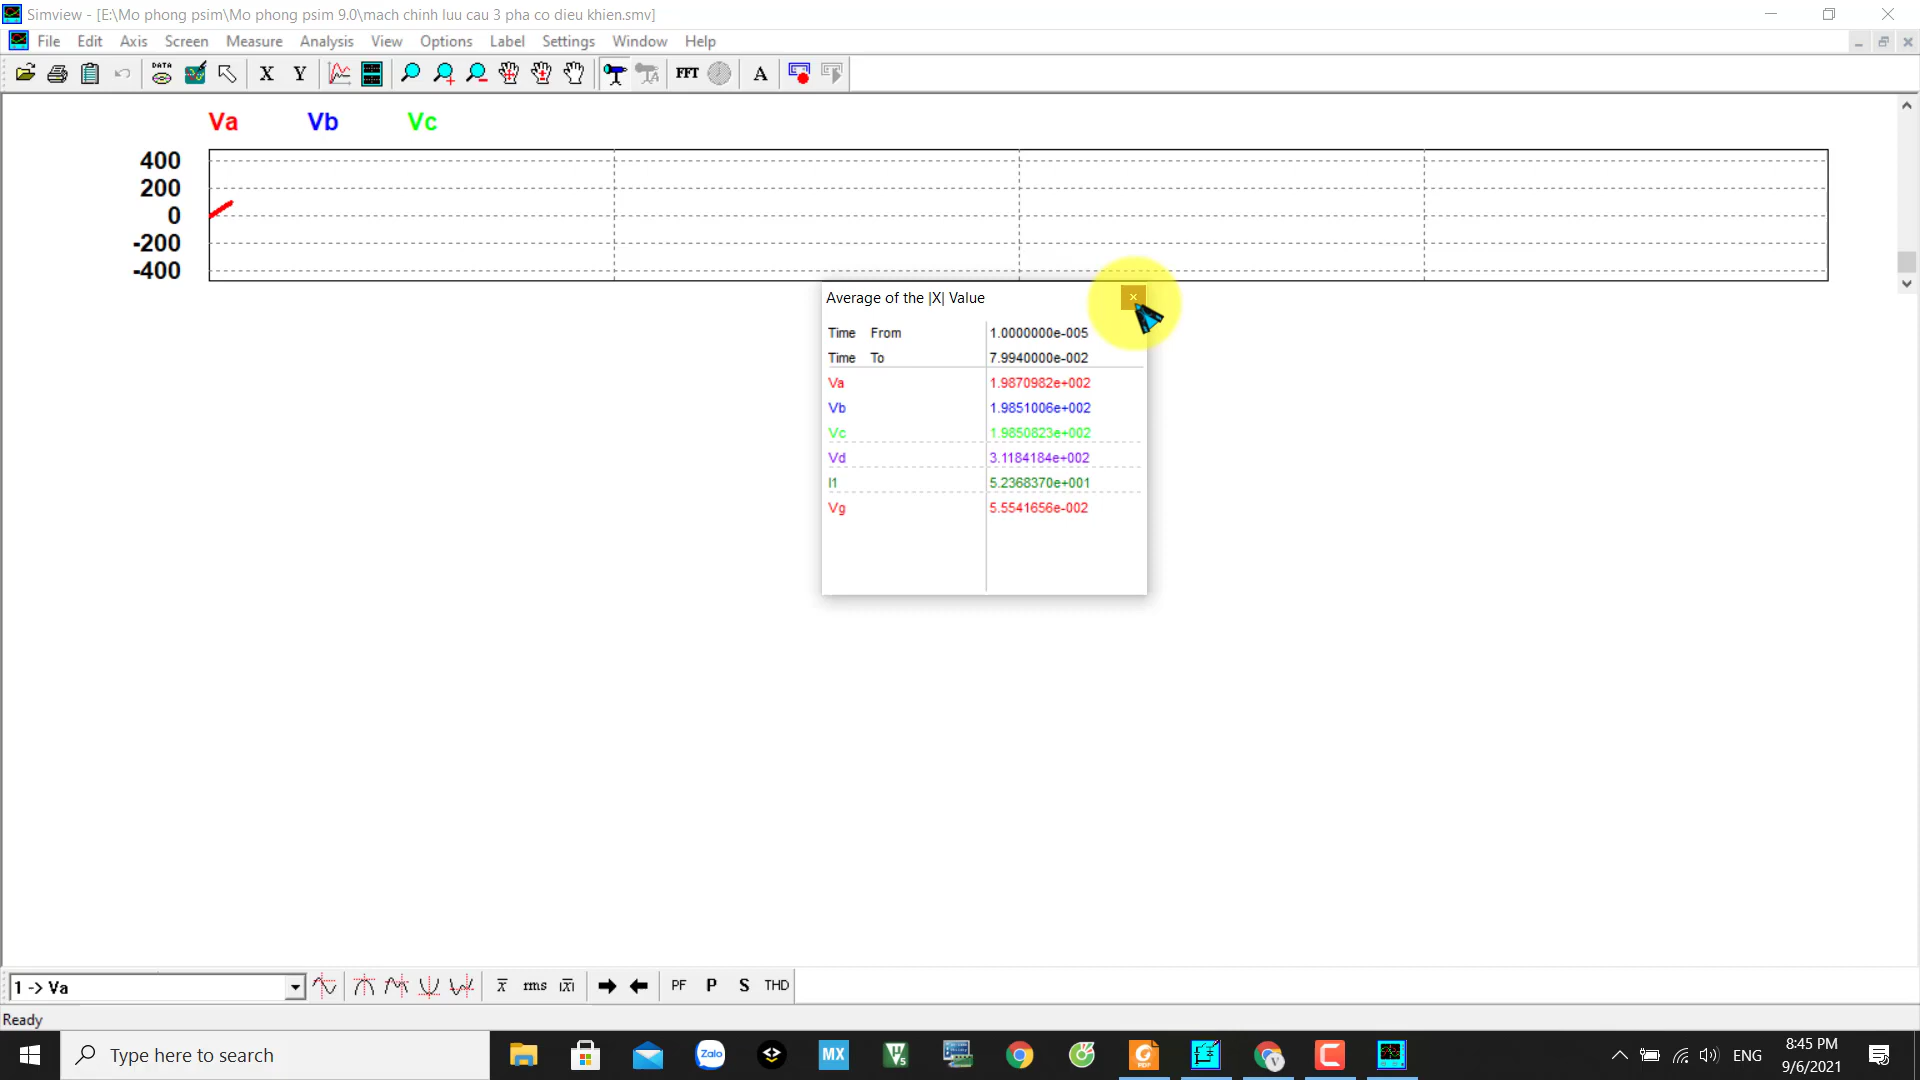 Simview - [E:\Mo phong psim\Mo phong psim 9.0\mach chinh luu cau 3 pha co dieu khien.smv]
File Edit Axis Screen Measure Analysis View Options Label Settings Window Help
DATA X Y FFT A
Va Vb Vc
400
200
0
-200
-400
Average of the |X| Value
Time From 1.0000000e-005
Time To 7.9940000e-002
Va 1.9870982e+002
Vb 1.9851006e+002
Vc 1.9850823e+002
Vd 3.1184184e+002
I1 5.2368370e+001
Vg 5.5541656e-002
1 -> Va x̅ rms |x̅| PF P S THD
Ready
Type here to search
Zalo
MX
ENG
8:45 PM
9/6/2021